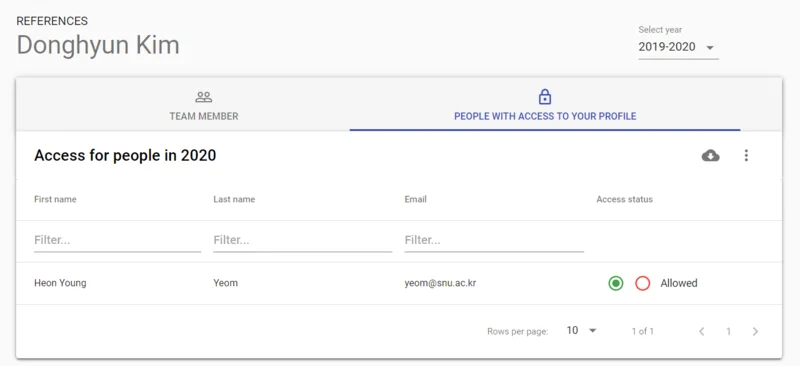 REFERENCES
Donghyun Kim
Select year
2019-2020
TEAM MEMBER
PEOPLE WITH ACCESS TO YOUR PROFILE
Access for people in 2020
First name Last name Email Access status
Filter... Filter... Filter...
Heon Young Yeom yeom@snu.ac.kr Allowed
Rows per page: 10 1 of 1 1